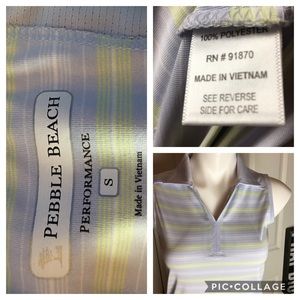 PEBBLE BEACH
PERFORMANCE
S
Made in Vietnam
100% POLYESTER
RN # 91870
MADE IN VIETNAM
SEE REVERSE
SIDE FOR CARE
PIC•COLLAGE